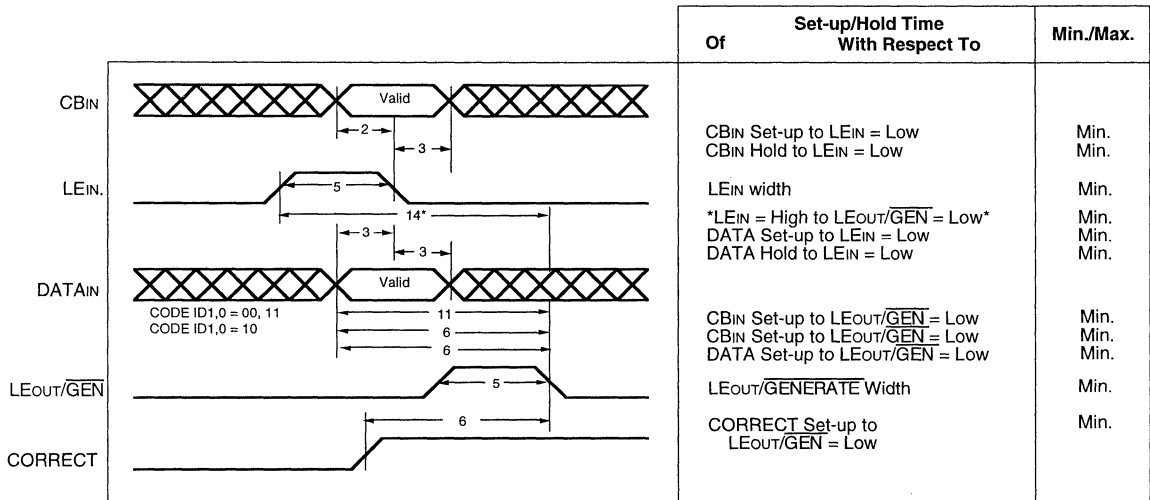 Set-up/Hold Time
Of With Respect To Min./Max.
CBIN Valid
2
3
CBIN Set-up to LEIN = Low Min.
CBIN Hold to LEIN = Low Min.
LEIN. 5 LEIN width Min.
14* *LEIN = High to LEOUT/GEN = Low* Min.
3 DATA Set-up to LEIN = Low Min.
3 DATA Hold to LEIN = Low Min.
DATAIN Valid
CODE ID1,0 = 00, 11 11 CBIN Set-up to LEOUT/GEN = Low Min.
CODE ID1,0 = 10 6 CBIN Set-up to LEOUT/GEN = Low Min.
6 DATA Set-up to LEOUT/GEN = Low Min.
LEOUT/GEN 5 LEOUT/GENERATE Width Min.
6 CORRECT Set-up to Min.
LEOUT/GEN = Low
CORRECT